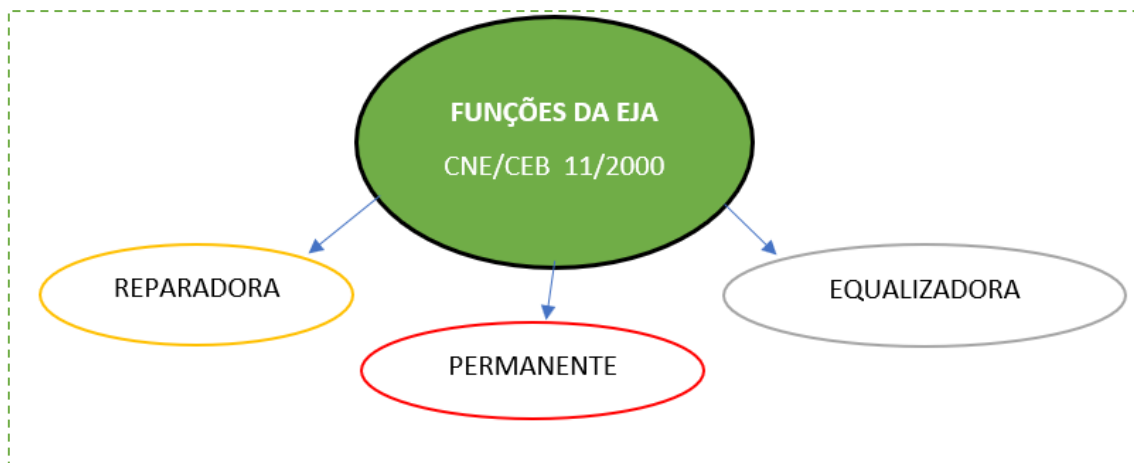 FUNÇÕES DA EJA
CNE/CEB 11/2000
REPARADORA
EQUALIZADORA
PERMANENTE